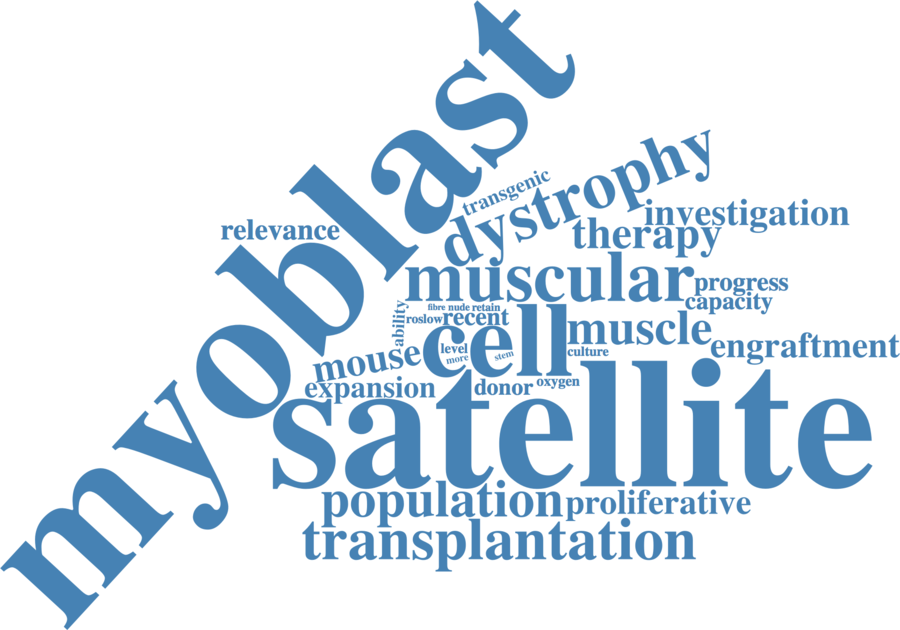 myoblast
transgenic
dystrophy
investigation
relevance
therapy
muscular
progress
capacity
fibre nude retain
ability
roslow
recent
cell
muscle
engraftment
mouse
level
more
stem
culture
expansion
donor
oxygen
satellite
population
proliferative
transplantation